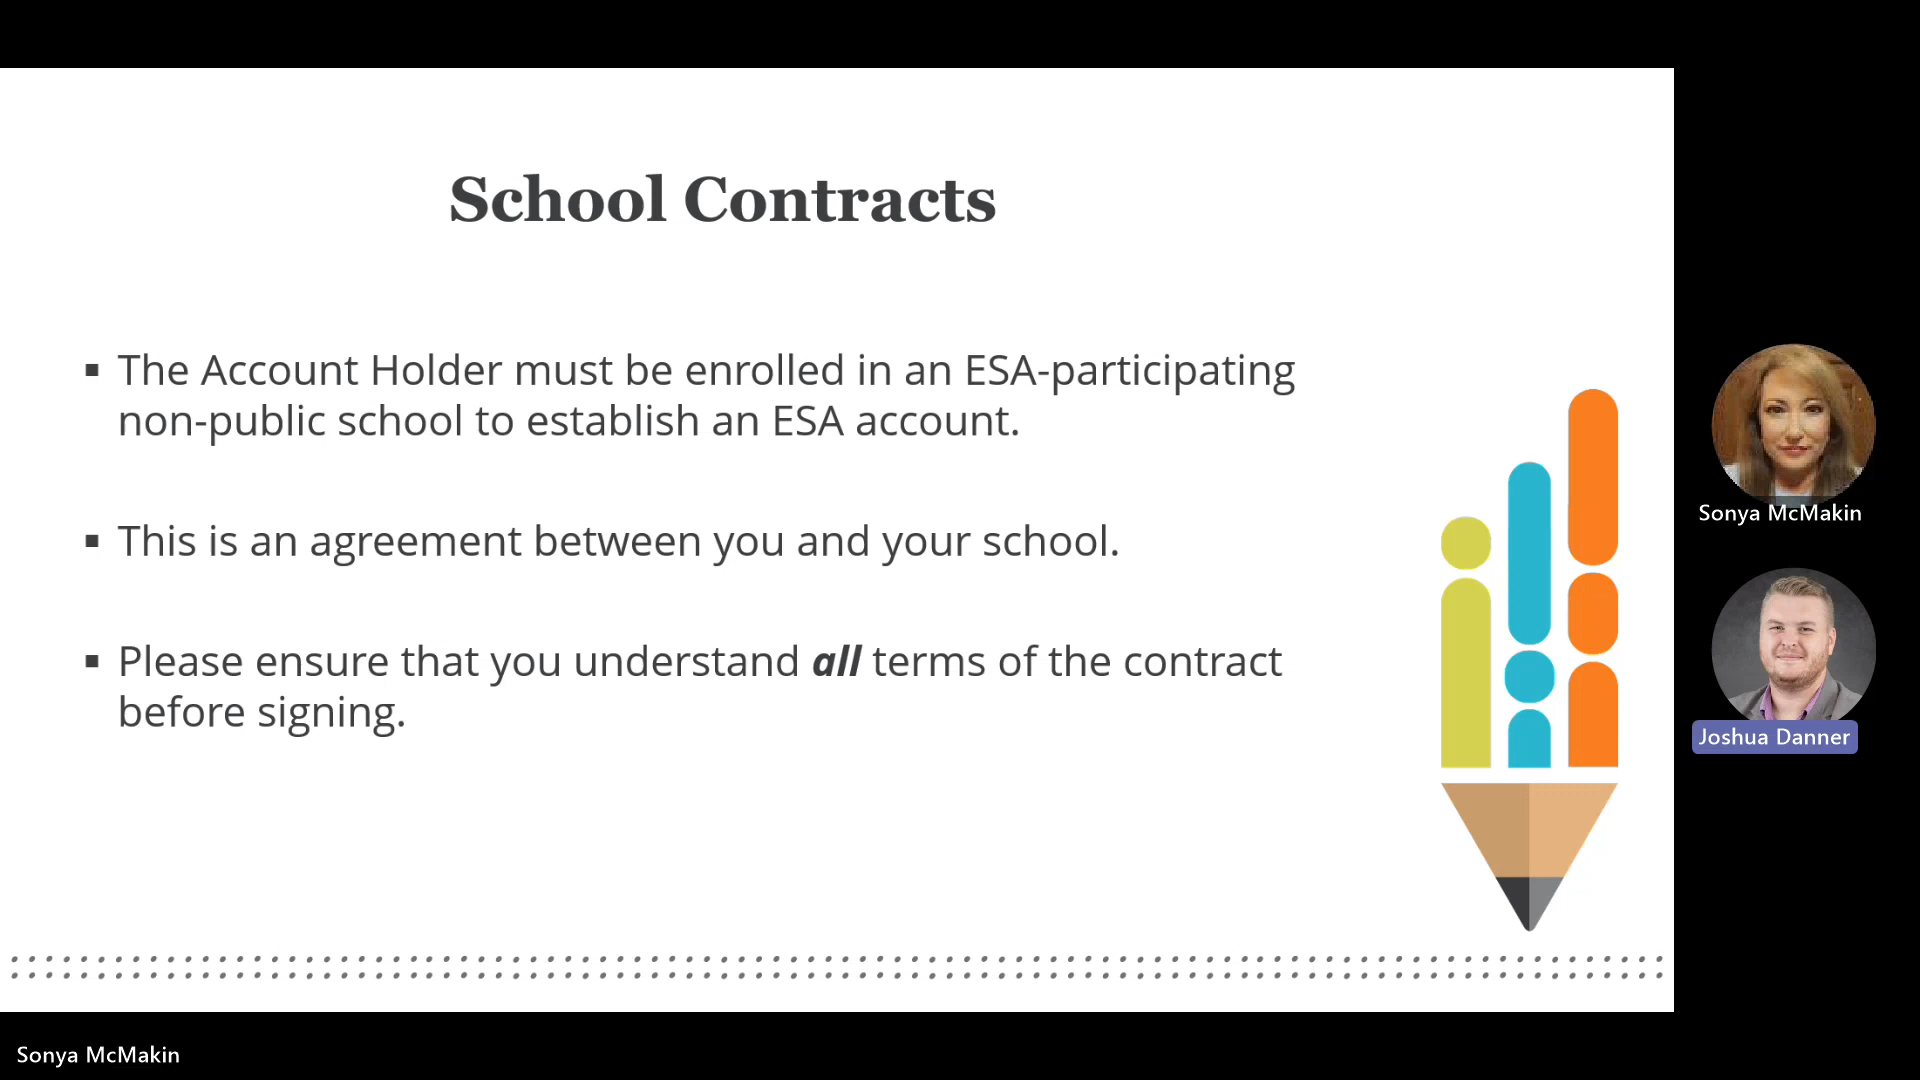 School Contracts
▪ The Account Holder must be enrolled in an ESA-participating
non-public school to establish an ESA account.
▪ This is an agreement between you and your school.
▪ Please ensure that you understand all terms of the contract
before signing.
Sonya McMakin
Joshua Danner
Sonya McMakin